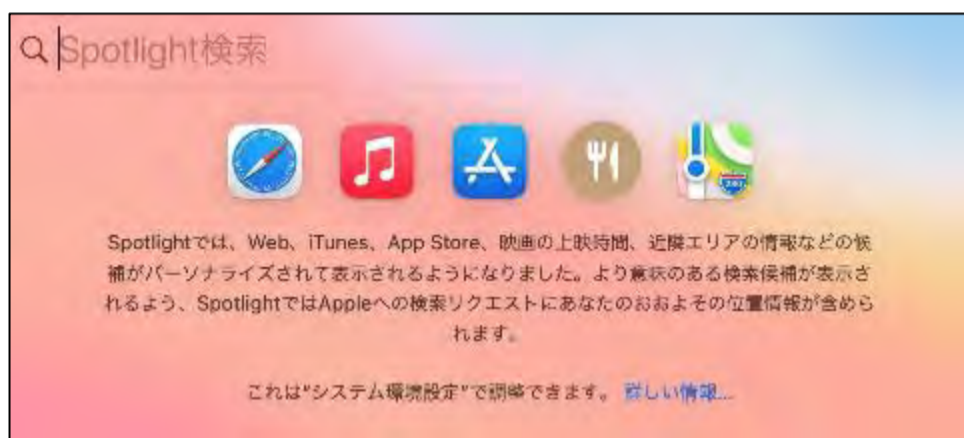 Spotlight検索
Spotlightでは、Web、iTunes、App Store、映画の上映時間、近隣エリアの情報などの候
補がパーソナライズされて表示されるようになりました。より意味のある検索候補が表示さ
れるよう、SpotlightではAppleへの検索リクエストにあなたのおおよその位置情報が含めら
れます。
これは"システム環境設定"で調整できます。 詳しい情報...